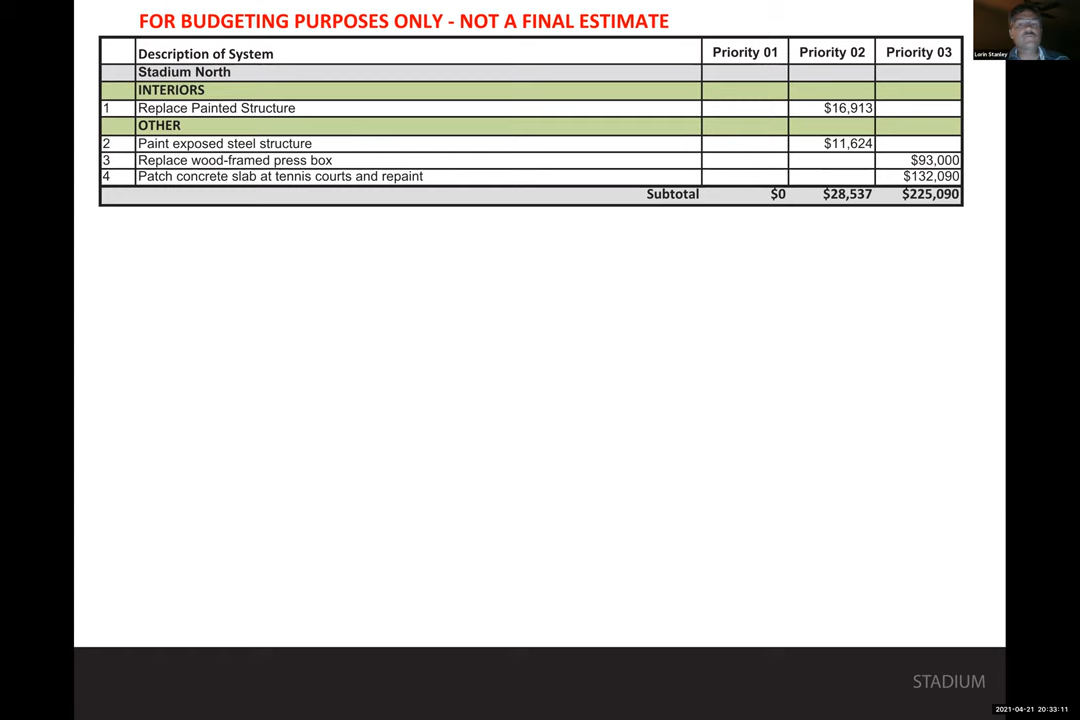 FOR BUDGETING PURPOSES ONLY - NOT A FINAL ESTIMATE
Description of System Priority 01 Priority 02 Priority 03
Stadium North
INTERIORS
1 Replace Painted Structure $16,913
OTHER
2 Paint exposed steel structure $11,624
3 Replace wood-framed press box $93,000
4 Patch concrete slab at tennis courts and repaint $132,090
Subtotal $0 $28,537 $225,090
Lorin Stanley
STADIUM
2021-04-21 20:33:11